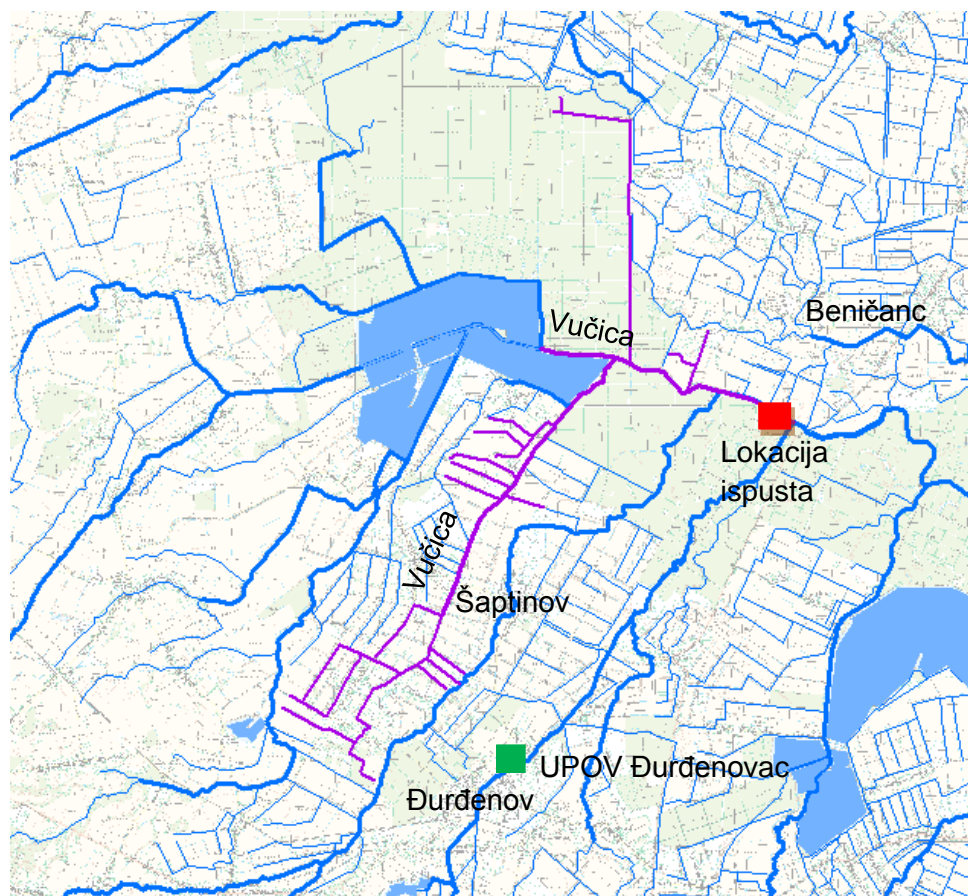 Beničanc
Vučica
Lokacija
ispusta
Vučica
Šaptinov
UPOV Đurđenovac
Đurđenov